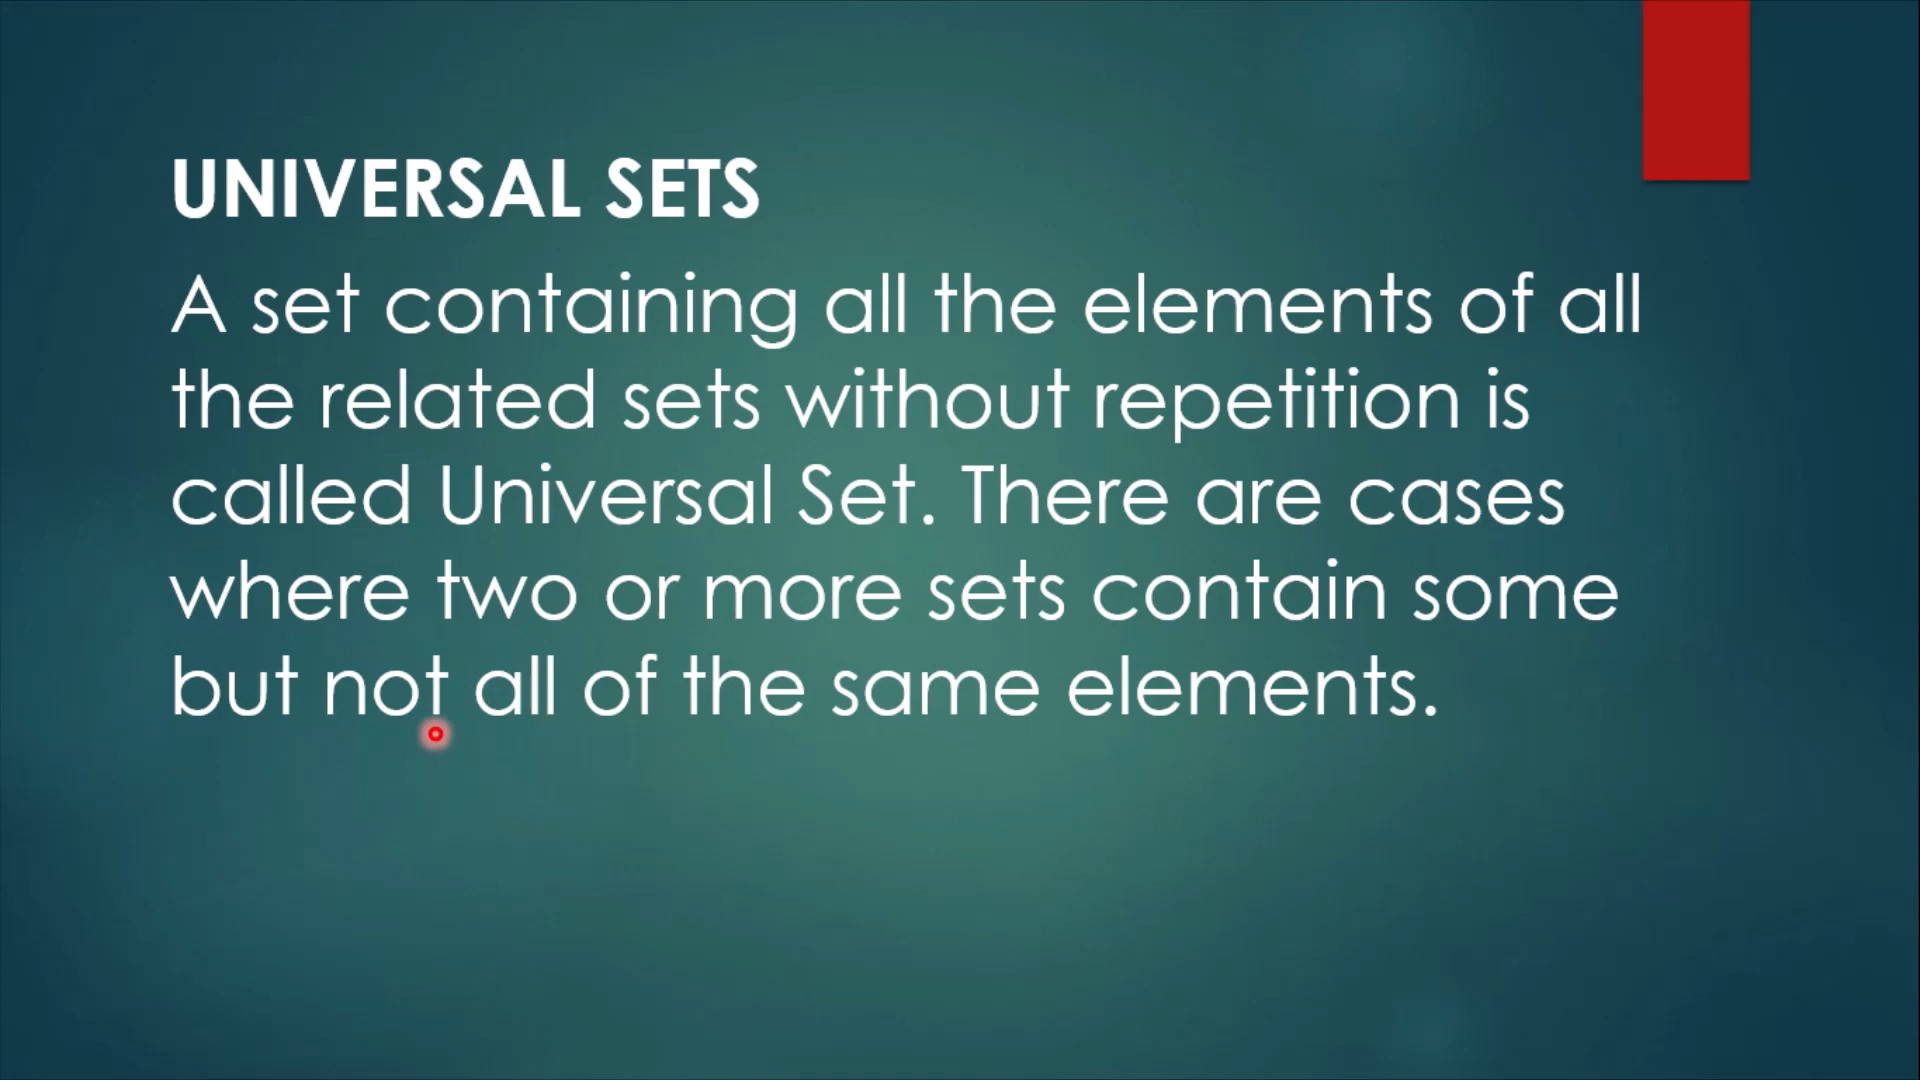 UNIVERSAL SETS
A set containing all the elements of all
the related sets without repetition is
called Universal Set. There are cases
where two or more sets contain some
but not all of the same elements.